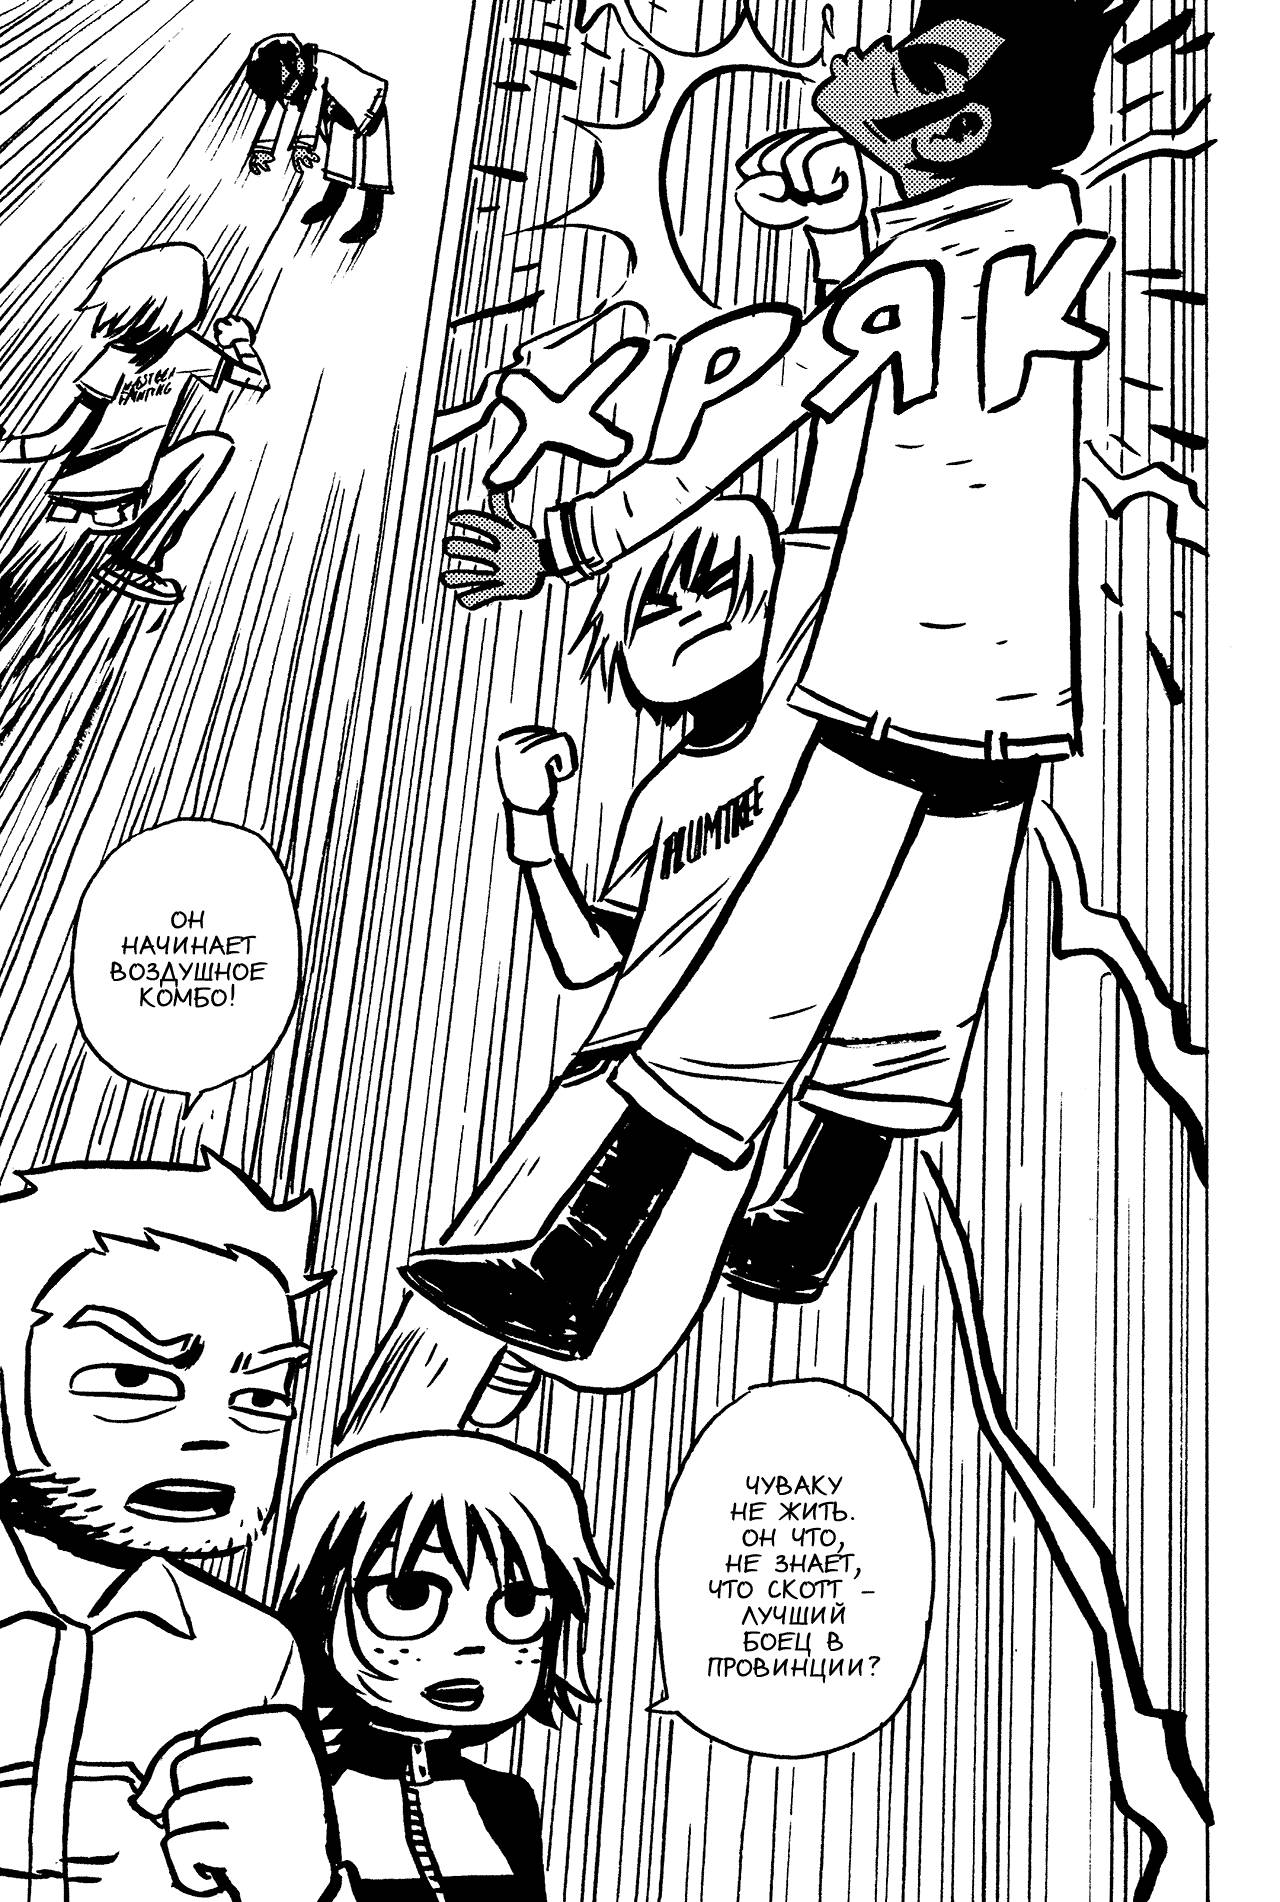 ХРЯК
PLUMTREE
ОН
НАЧИНАЕТ
ВОЗДУШНОЕ
КОМБО!
ЧУВАКУ
НЕ ЖИТЬ.
ОН ЧТО,
НЕ ЗНАЕТ,
ЧТО СКОТТ –
ЛУЧШИЙ
БОЕЦ В
ПРОВИНЦИИ?